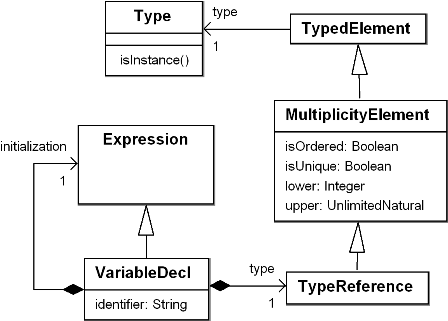 Type
isInstance()
type
1
TypedElement
MultiplicityElement
isOrdered: Boolean
isUnique: Boolean
lower: Integer
upper: UnlimitedNatural
Expression
initialization
1
VariableDecl
identifier: String
type
1
TypeReference